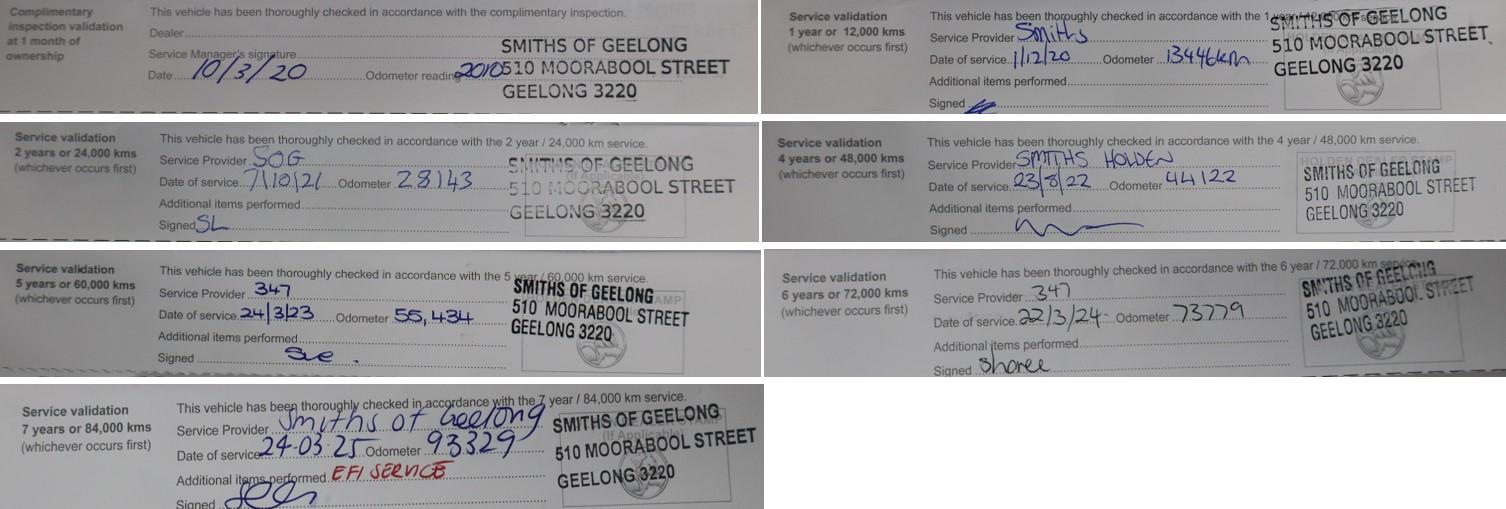 Complimentary
inspection validation
at 1 month of
ownership
This vehicle has been thoroughly checked in accordance with the complimentary inspection.
Dealer
Service Manager's signature
Date 10/3/20 Odometer reading 2010
SMITHS OF GEELONG
510 MOORABOOL STREET
GEELONG 3220
Service validation
1 year or 12,000 kms
(whichever occurs first)
This vehicle has been thoroughly checked in accordance with the 1
Service Provider Smiths
Date of service 1/12/20 Odometer 13446km
Additional items performed
Signed
SMITHS OF GEELONG
510 MOORABOOL STREET
GEELONG 3220
Service validation
2 years or 24,000 kms
(whichever occurs first)
This vehicle has been thoroughly checked in accordance with the 2 year / 24,000 km service.
Service Provider SOG
Date of service 7/10/21 Odometer 28143
Additional items performed
Signed SL
SMITHS OF GEELONG
(If Applicable)
510 MOORABOOL STREET
GEELONG 3220
Service validation
4 years or 48,000 kms
(whichever occurs first)
This vehicle has been thoroughly checked in accordance with the 4 year / 48,000 km service.
Service Provider SMITHS HOLDEN
Date of service 23/8/22 Odometer 44122
Additional items performed
Signed
HOLDEN DEALER STAMP
SMITHS OF GEELONG
510 MOORABOOL STREET
GEELONG 3220
Service validation
5 years or 60,000 kms
(whichever occurs first)
This vehicle has been thoroughly checked in accordance with the 5 year / 60,000 km service.
Service Provider 347
Date of service 24/3/23 Odometer 55,434
Additional items performed
Signed Sue .
SMITHS OF GEELONG
510 MOORABOOL STREET
GEELONG 3220
Service validation
6 years or 72,000 kms
(whichever occurs first)
This vehicle has been thoroughly checked in accordance with the 6 year / 72,000 km service.
Service Provider 347
Date of service 22/3/24 Odometer 73779
Additional items performed
Signed
SMITHS OF GEELONG
510 MOORABOOL STREET
GEELONG 3220
Service validation
7 years or 84,000 kms
(whichever occurs first)
This vehicle has been thoroughly checked in accordance with the 7 year / 84,000 km service.
Service Provider Smiths of Geelong
Date of service 24-03-25 Odometer 93329
Additional items performed EFI SERVICE
Signed
SMITHS OF GEELONG
(If Applicable)
510 MOORABOOL STREET
GEELONG 3220